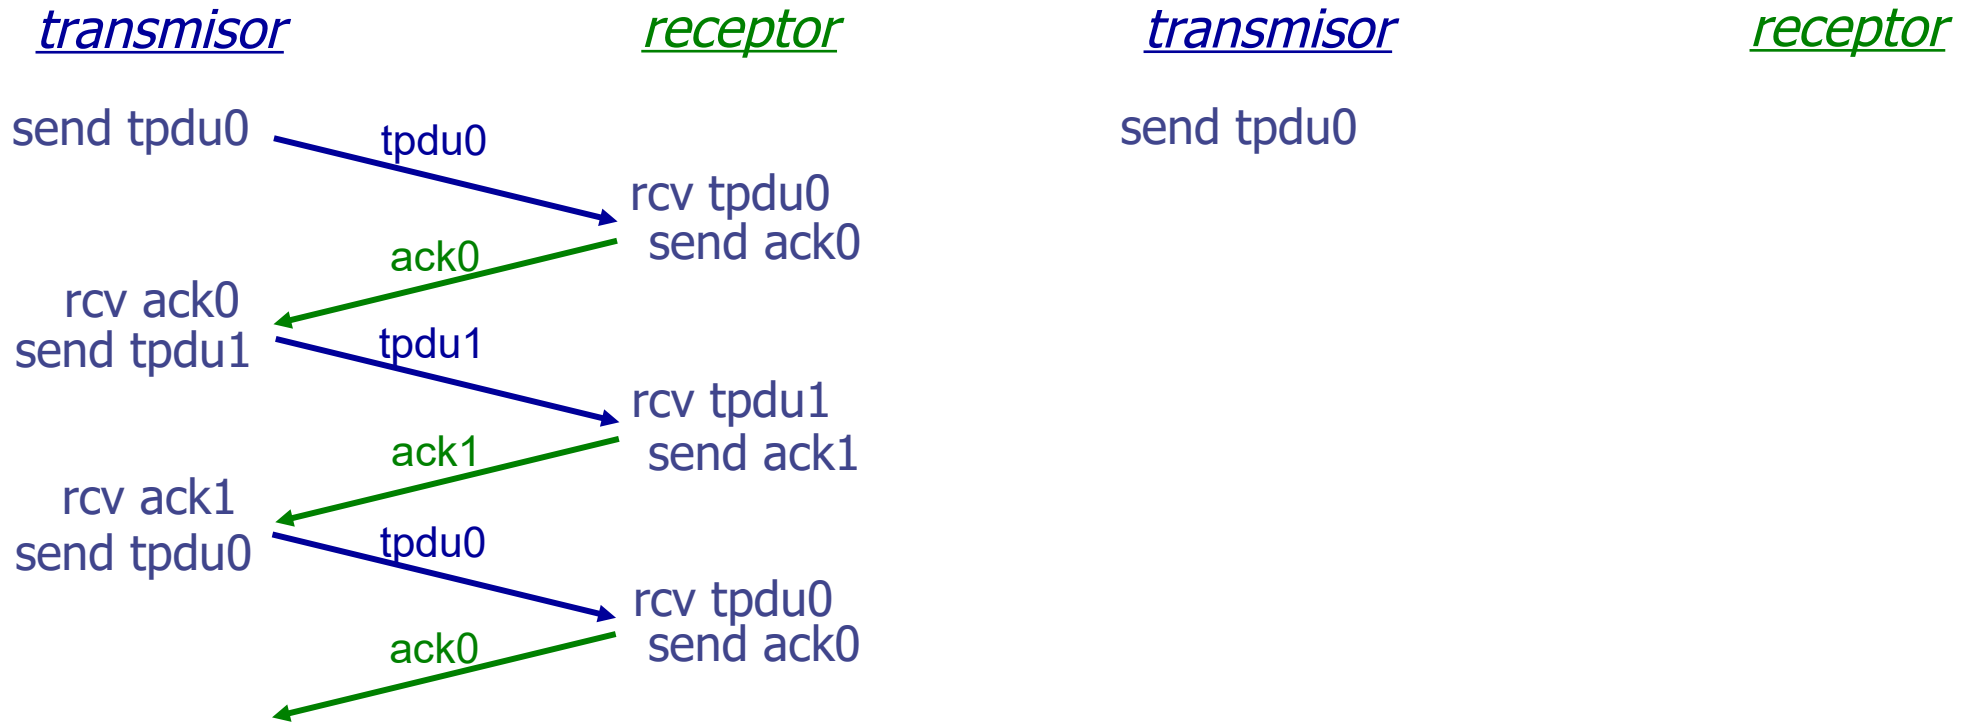 transmisor
receptor
send tpdu0
tpdu0
rcv tpdu0
send ack0
ack0
rcv ack0
send tpdu1
tpdu1
rcv tpdu1
send ack1
ack1
rcv ack1
send tpdu0
tpdu0
rcv tpdu0
send ack0
ack0
transmisor
receptor
send tpdu0